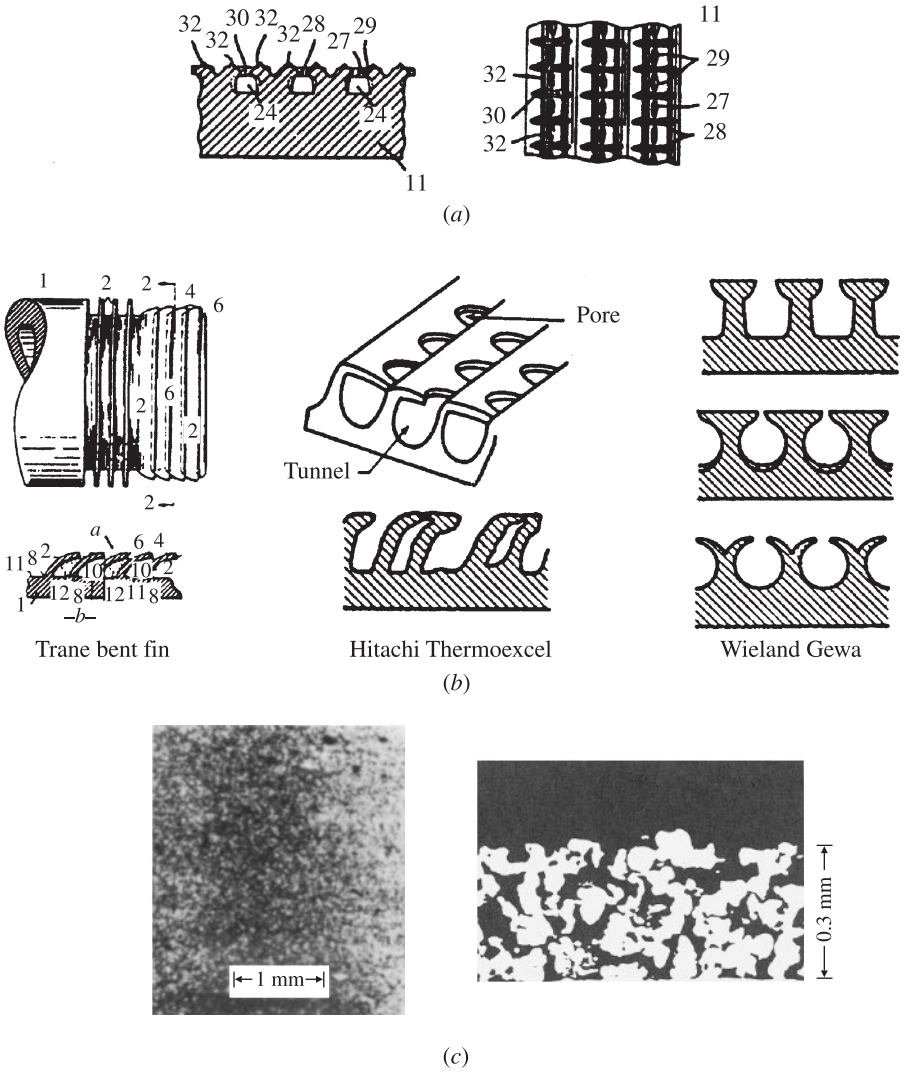 32 30 32 11
32 32 28 27 29
24 24
11
32
30
32
29
27
28
(a)
1 2 2 4 6
2 6 2
2
a 6 4
11 8 2 10 10 2
1 12 8 12 11 8
b
Trane bent fin
Pore
Tunnel
Hitachi Thermoexcel
Wieland Gewa
(b)
1 mm
0.3 mm
(c)